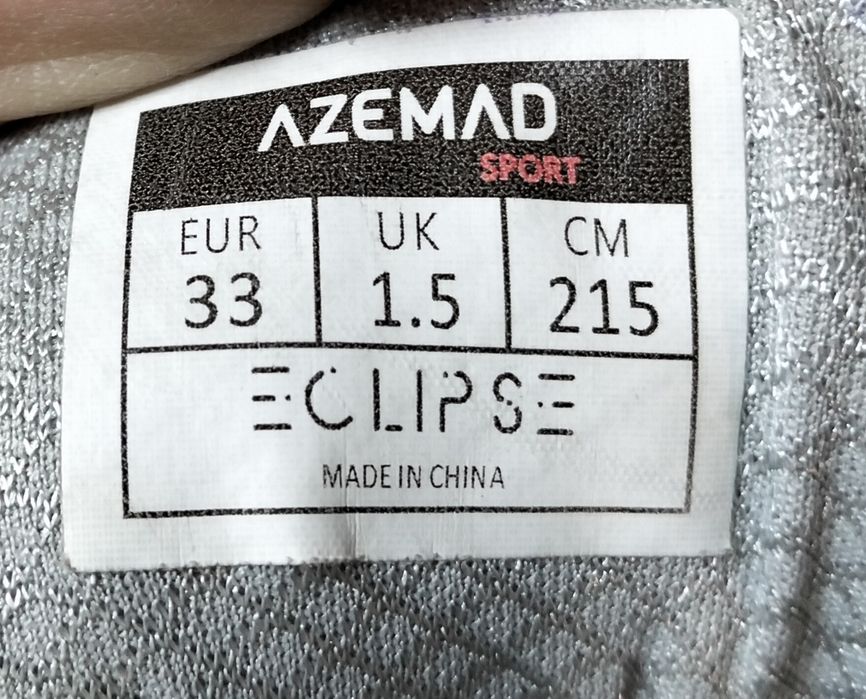 AZEMAD
SPORT
EUR UK CM
33 1.5 215
ECLIPSE
MADE IN CHINA